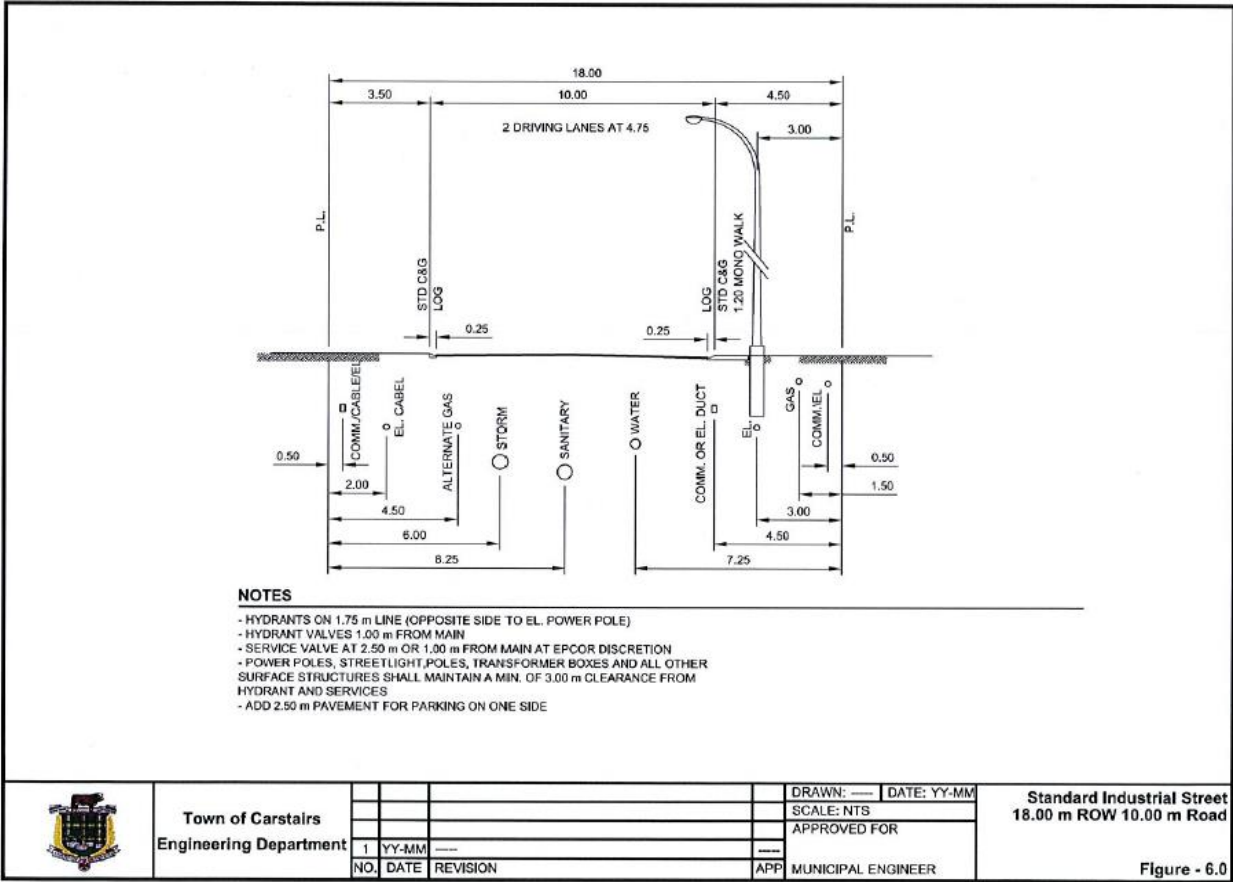 18.00
3.50
10.00
4.50
2 DRIVING LANES AT 4.75
3.00
P.L.
STD C&G
LOG
LOG
STD C&G
1.20 MONO WALK
P.L.
0.25
0.25
COMM./CABLE/EL
EL. CABEL
ALTERNATE GAS
STORM
SANITARY
WATER
COMM. OR EL. DUCT
EL.
GAS
COMM.\EL
0.50
0.50
2.00
1.50
4.50
3.00
6.00
4.50
8.25
7.25
NOTES
- HYDRANTS ON 1.75 m LINE (OPPOSITE SIDE TO EL. POWER POLE)
- HYDRANT VALVES 1.00 m FROM MAIN
- SERVICE VALVE AT 2.50 m OR 1.00 m FROM MAIN AT EPCOR DISCRETION
- POWER POLES, STREETLIGHT,POLES, TRANSFORMER BOXES AND ALL OTHER
SURFACE STRUCTURES SHALL MAINTAIN A MIN. OF 3.00 m CLEARANCE FROM
HYDRANT AND SERVICES
- ADD 2.50 m PAVEMENT FOR PARKING ON ONE SIDE
Town of Carstairs
Engineering Department
1 YY-MM ---- ----
NO. DATE REVISION APP
DRAWN: ---- DATE: YY-MM
SCALE: NTS
APPROVED FOR
MUNICIPAL ENGINEER
Standard Industrial Street
18.00 m ROW 10.00 m Road
Figure - 6.0